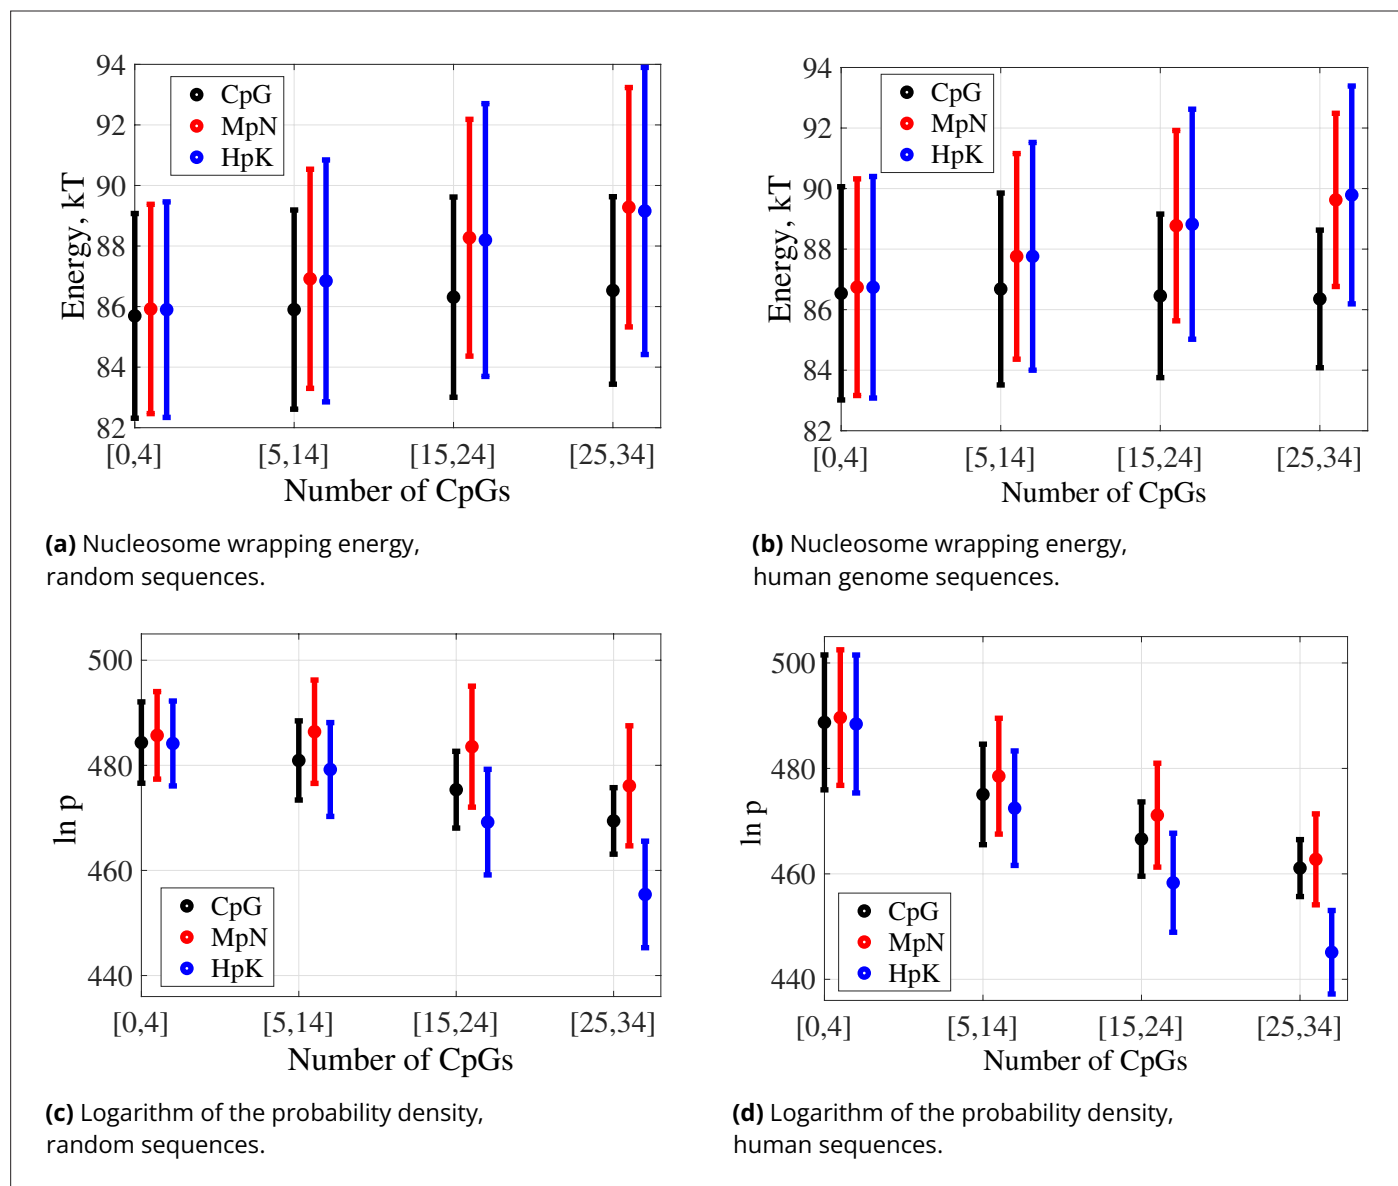 94
92
90
88
86
84
82
Energy, kT
CpG
MpN
HpK
[0,4] [5,14] [15,24] [25,34]
Number of CpGs
(a) Nucleosome wrapping energy,
random sequences.
94
92
90
88
86
84
82
Energy, kT
CpG
MpN
HpK
[0,4] [5,14] [15,24] [25,34]
Number of CpGs
(b) Nucleosome wrapping energy,
human genome sequences.
500
480
460
440
ln p
CpG
MpN
HpK
[0,4] [5,14] [15,24] [25,34]
Number of CpGs
(c) Logarithm of the probability density,
random sequences.
500
480
460
440
ln p
CpG
MpN
HpK
[0,4] [5,14] [15,24] [25,34]
Number of CpGs
(d) Logarithm of the probability density,
human sequences.